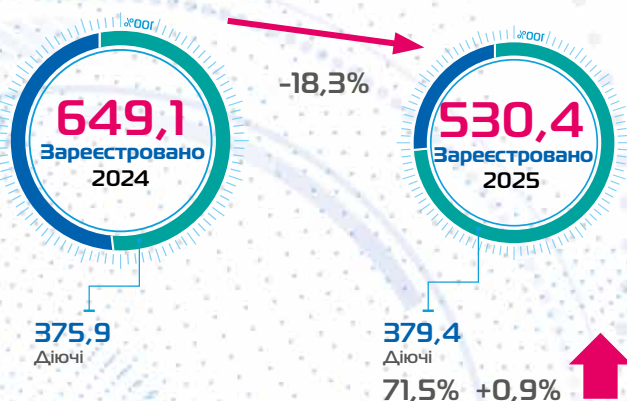 100%
649,1
Зареєстровано
2024
375,9
Діючі
-18,3%
100%
530,4
Зареєстровано
2025
379,4
Діючі
71,5% +0,9%